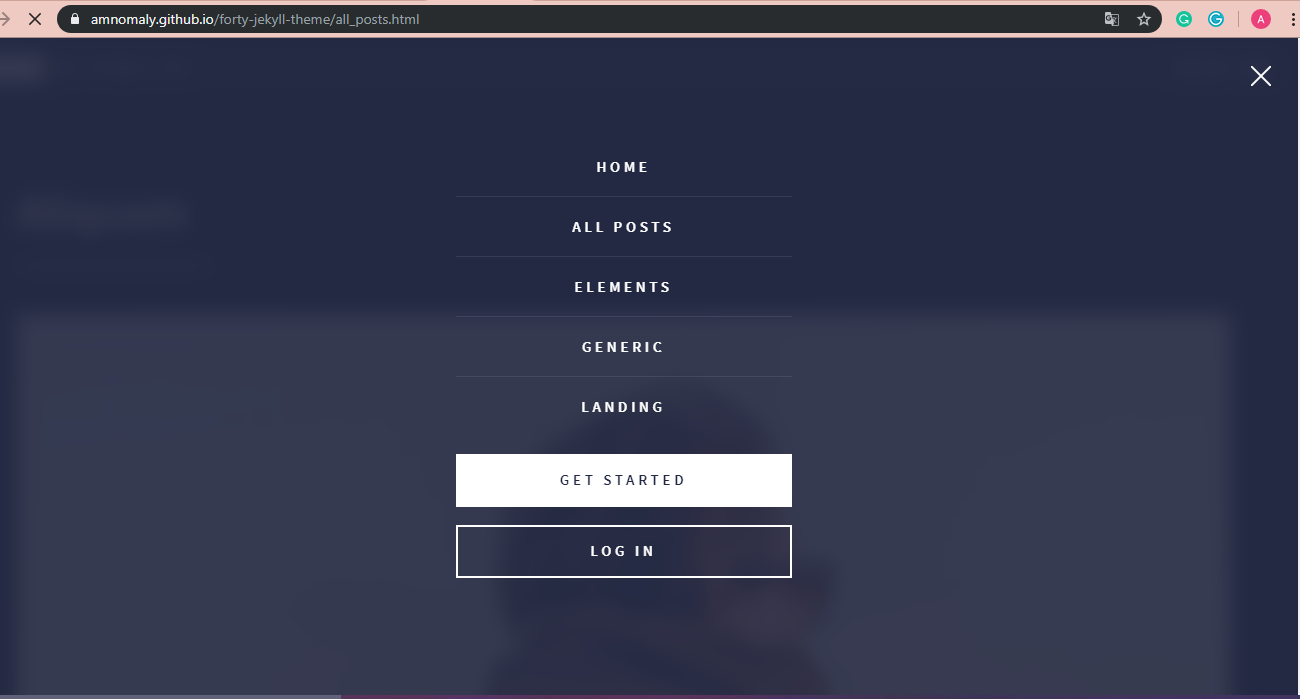 amnomaly.github.io/forty-jekyll-theme/all_posts.html
A
HOME
ALL POSTS
ELEMENTS
GENERIC
LANDING
GET STARTED
LOG IN